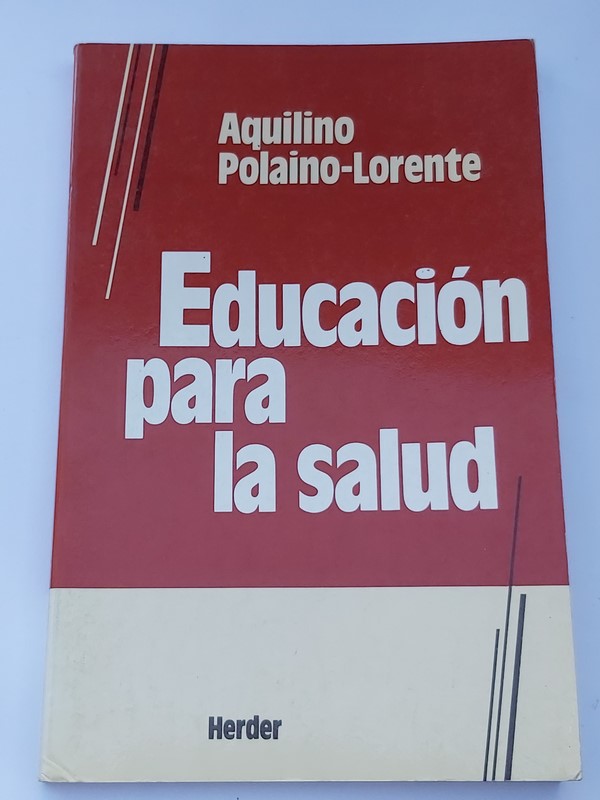 Aquilino
Polaino-Lorente
Educación
para
la salud
Herder